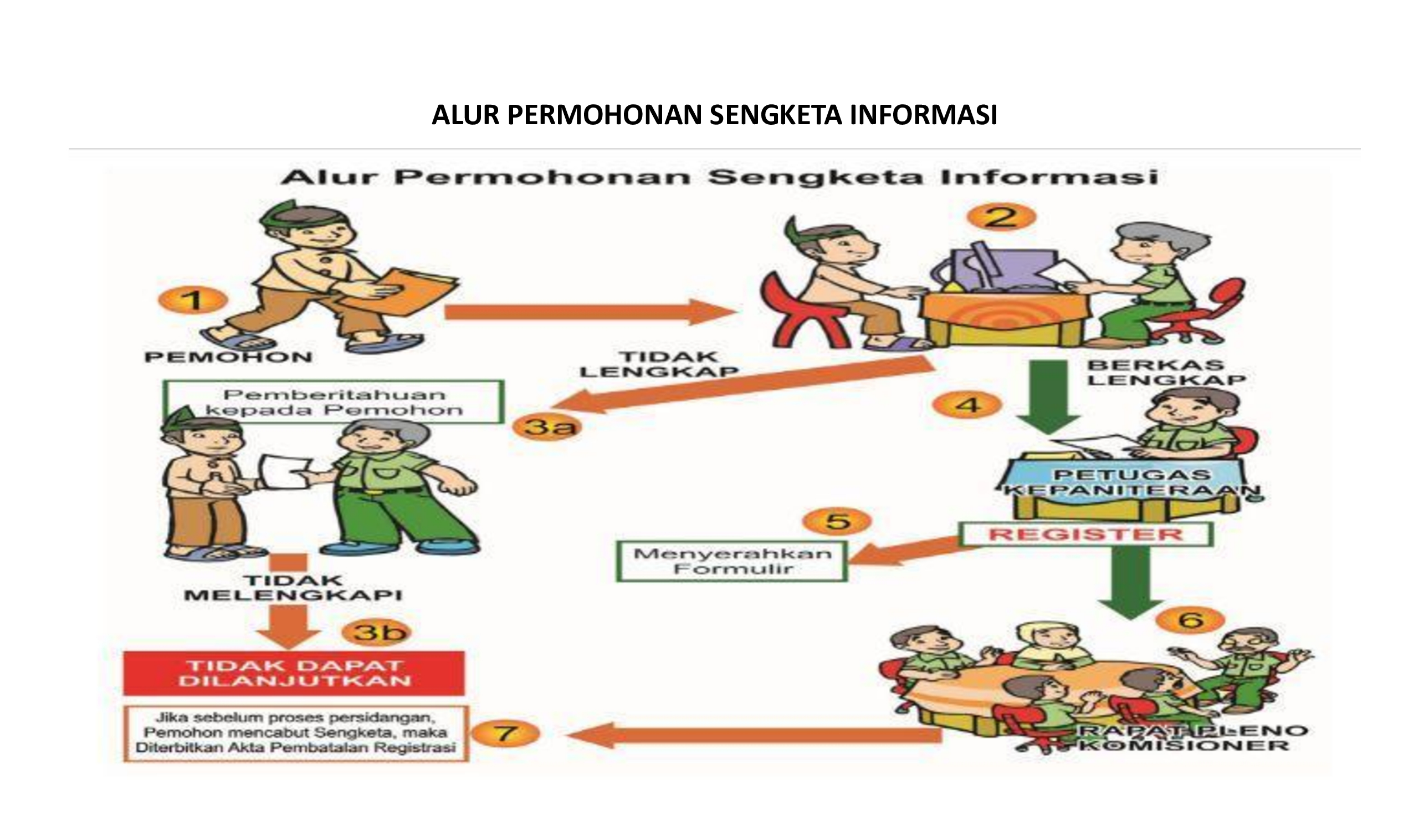 ALUR PERMOHONAN SENGKETA INFORMASI
Alur Permohonan Sengketa Informasi
1
PEMOHON
2
TIDAK
LENGKAP
BERKAS
LENGKAP
Pemberitahuan
kepada Pemohon
3a
4
PETUGAS
KEPANITERAAN
REGISTER
5
Menyerahkan
Formulir
TIDAK
MELENGKAPI
3b
TIDAK DAPAT
DILANJUTKAN
6
RAPAT PLENO
KOMISIONER
7
Jika sebelum proses persidangan,
Pemohon mencabut Sengketa, maka
Diterbitkan Akta Pembatalan Registrasi